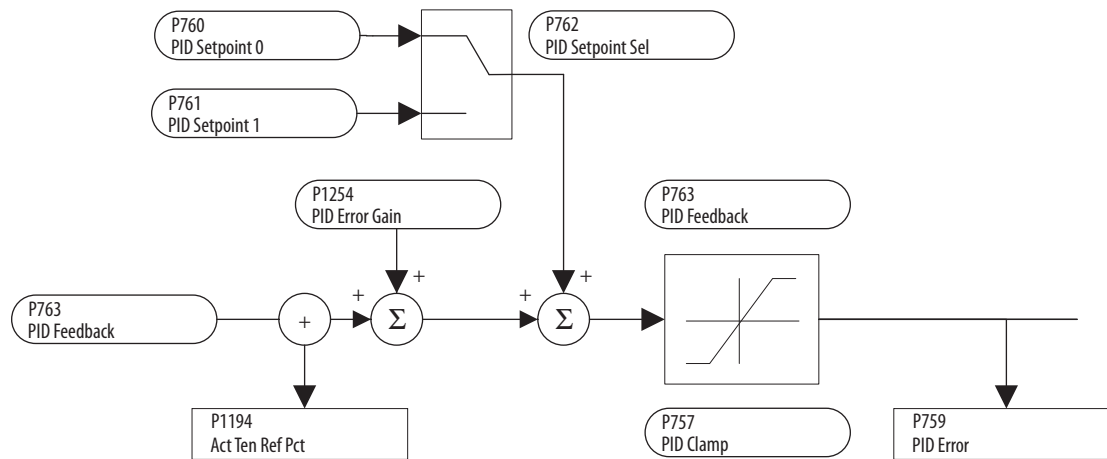 P760
PID Setpoint 0
P762
PID Setpoint Sel
P761
PID Setpoint 1
P1254
PID Error Gain
P763
PID Feedback
+
+
+
+
P763
PID Feedback
+
Σ
Σ
P1194
Act Ten Ref Pct
P757
PID Clamp
P759
PID Error